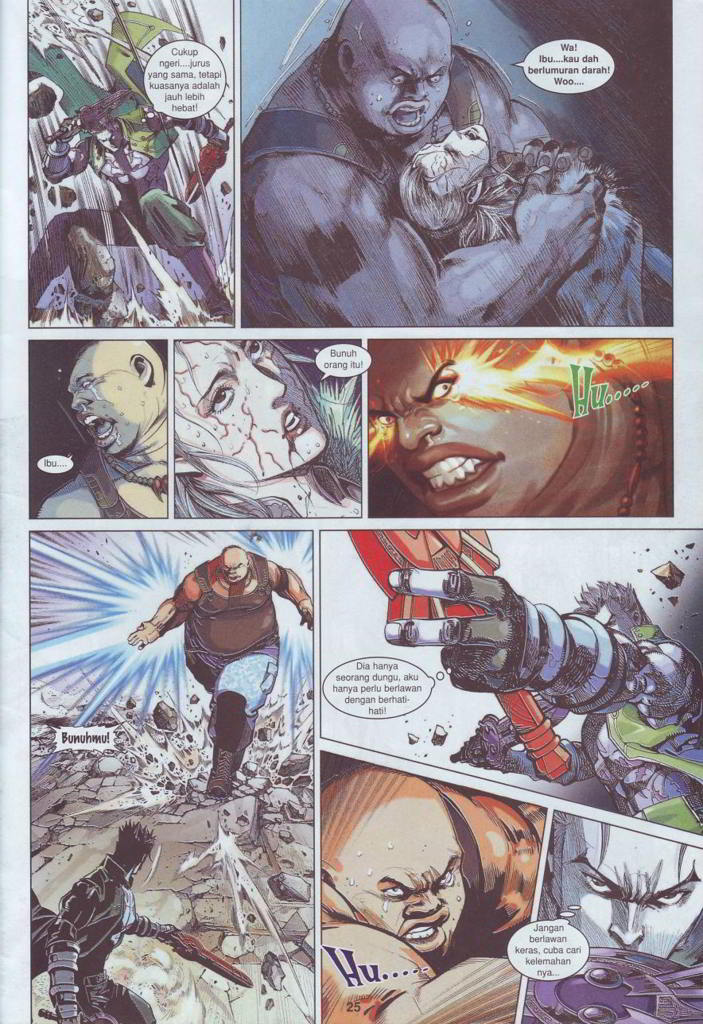 Cukup
ngeri....jurus
yang sama, tetapi
kuasanya adalah
jauh lebih
hebat!
Wa!
Ibu....kau dah
berlumuran darah!
Woo....
Ibu....
Bunuh
orang itu!
Hu.....
Bunuhmu!
Dia hanya
seorang dungu, aku
hanya perlu berlawan
dengan berhati-
hati!
Hu.....
Jangan
berlawan
keras, cuba cari
kelemahan
nya...
25